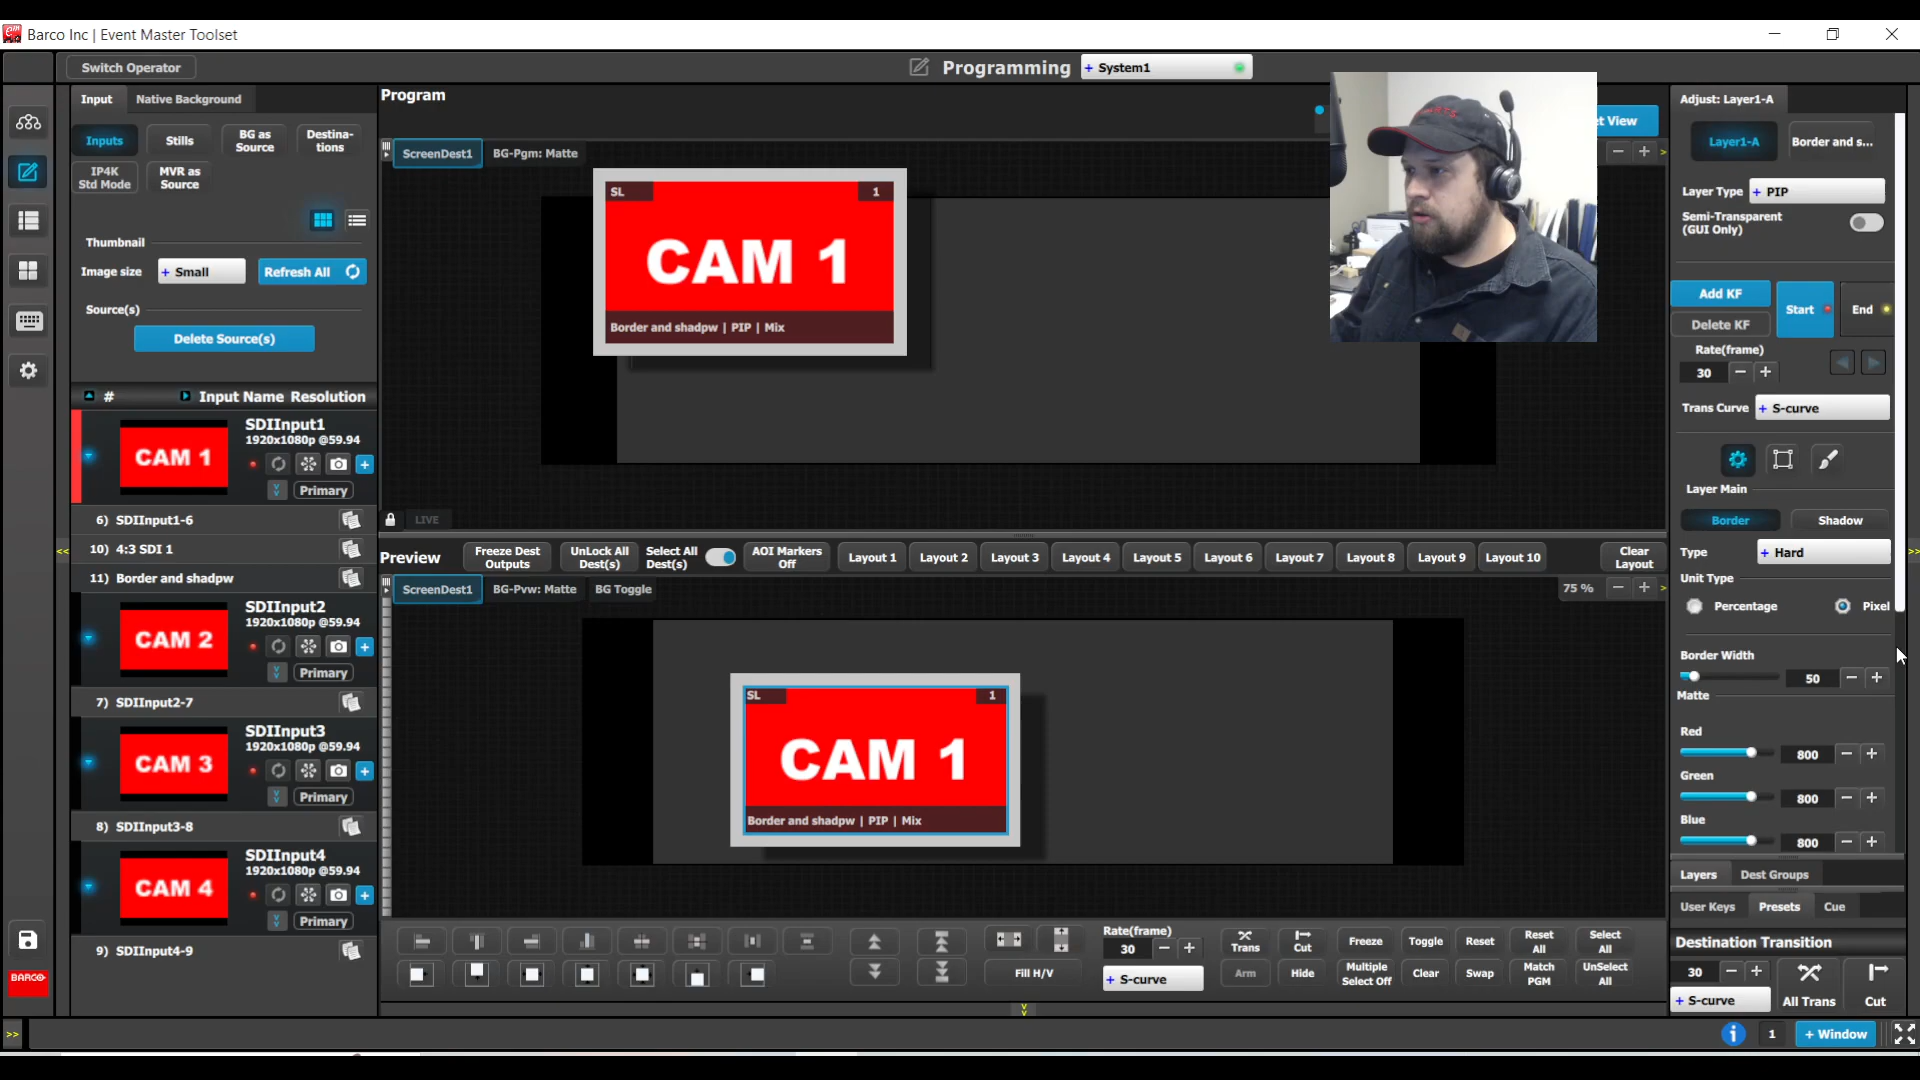 Barco Inc | Event Master Toolset
Switch Operator
Programming
+ System1
Input
Native Background
Inputs
Stills
BG as
Source
Destina-
tions
IP4K
Std Mode
MVR as
Source
Thumbnail
Image size
+ Small
Refresh All
Source(s)
Delete Source(s)
#
Input Name
Resolution
CAM 1
SDIInput1
1920x1080p @59.94
Primary
6) SDIInput1-6
10) 4:3 SDI 1
11) Border and shadpw
CAM 2
SDIInput2
1920x1080p @59.94
Primary
7) SDIInput2-7
CAM 3
SDIInput3
1920x1080p @59.94
Primary
8) SDIInput3-8
CAM 4
SDIInput4
1920x1080p @59.94
Primary
9) SDIInput4-9
BARCO
Program
ScreenDest1
BG-Pgm: Matte
t View
SL
1
CAM 1
Border and shadpw | PIP | Mix
LIVE
Preview
Freeze Dest
Outputs
UnLock All
Dest(s)
Select All
Dest(s)
AOI Markers
Off
Layout 1
Layout 2
Layout 3
Layout 4
Layout 5
Layout 6
Layout 7
Layout 8
Layout 9
Layout 10
Clear
Layout
ScreenDest1
BG-Pvw: Matte
BG Toggle
75 %
SL
1
CAM 1
Border and shadpw | PIP | Mix
Fill H/V
Rate(frame)
30
+ S-curve
Trans
Arm
Cut
Hide
Freeze
Multiple
Select Off
Toggle
Clear
Reset
Swap
Reset
All
Match
PGM
Select
All
UnSelect
All
Adjust: Layer1-A
Layer1-A
Border and s...
Layer Type
+ PIP
Semi-Transparent
(GUI Only)
Add KF
Delete KF
Start
End
Rate(frame)
30
Trans Curve
+ S-curve
Layer Main
Border
Shadow
Type
+ Hard
Unit Type
Percentage
Pixel
Border Width
50
Matte
Red
800
Green
800
Blue
800
Layers
Dest Groups
User Keys
Presets
Cue
Destination Transition
30
+ S-curve
All Trans
Cut
1
+ Window